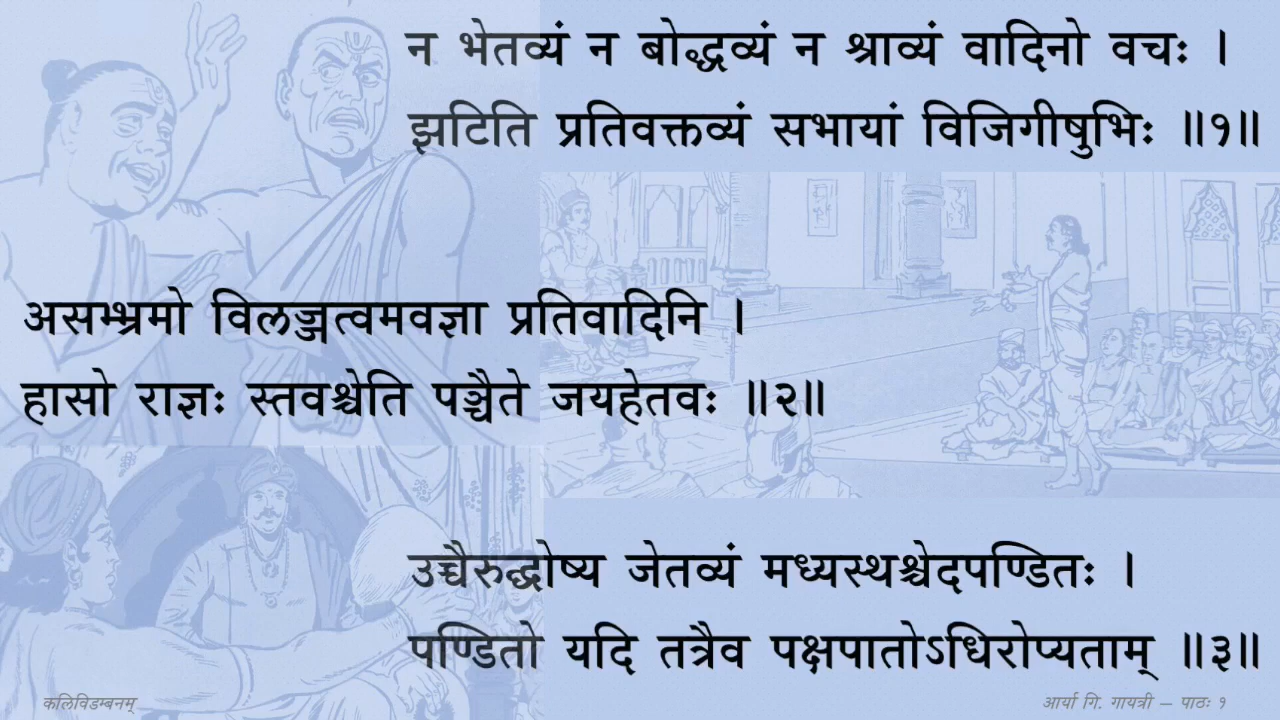 न भेतव्यं न बोद्धव्यं न श्राव्यं वादिनो वचः ।
झटिति प्रतिवक्तव्यं सभायां विजिगीषुभिः ॥१॥
असम्भ्रमो विलज्जत्वमवज्ञा प्रतिवादिनि ।
हासो राज्ञः स्तवश्चेति पञ्चैते जयहेतवः ॥२॥
उच्चैरुद्घोष्य जेतव्यं मध्यस्थश्चेदपण्डितः ।
पण्डितो यदि तत्रैव पक्षपातोऽधिरोप्यताम् ॥३॥
कलिविडम्बनम्
आर्या गि. गायत्री – पाठः १